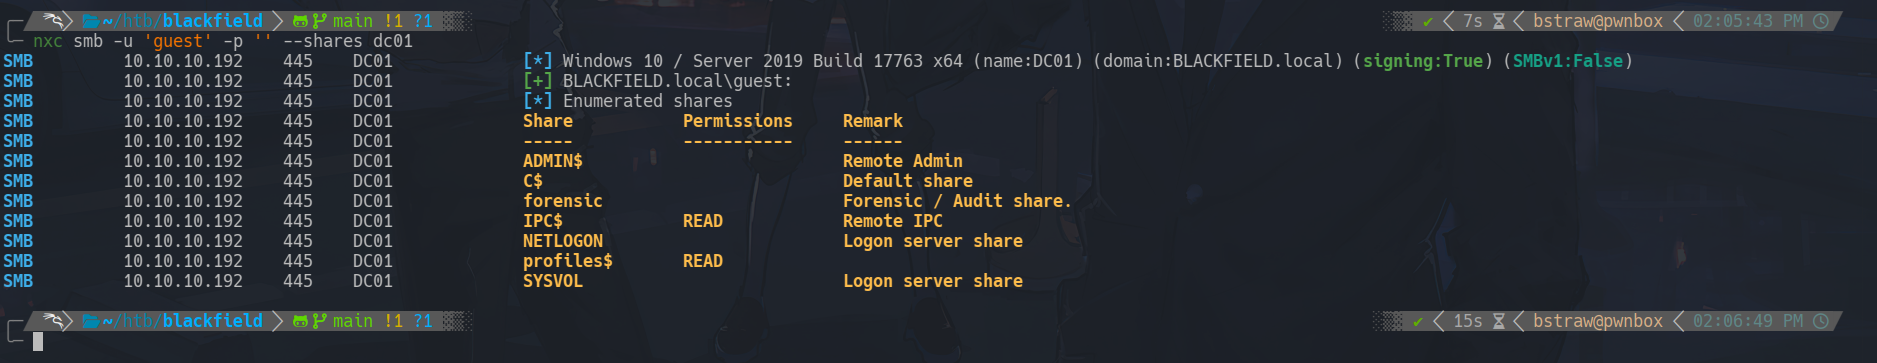 ~/htb/blackfield main !1 ?1 ✔ 7s bstraw@pwnbox 02:05:43 PM
nxc smb -u 'guest' -p '' --shares dc01
SMB 10.10.10.192 445 DC01 [*] Windows 10 / Server 2019 Build 17763 x64 (name:DC01) (domain:BLACKFIELD.local) (signing:True) (SMBv1:False)
SMB 10.10.10.192 445 DC01 [+] BLACKFIELD.local\guest:
SMB 10.10.10.192 445 DC01 [*] Enumerated shares
SMB 10.10.10.192 445 DC01 Share Permissions Remark
SMB 10.10.10.192 445 DC01 ----- ----------- ------
SMB 10.10.10.192 445 DC01 ADMIN$ Remote Admin
SMB 10.10.10.192 445 DC01 C$ Default share
SMB 10.10.10.192 445 DC01 forensic Forensic / Audit share.
SMB 10.10.10.192 445 DC01 IPC$ READ Remote IPC
SMB 10.10.10.192 445 DC01 NETLOGON Logon server share
SMB 10.10.10.192 445 DC01 profiles$ READ
SMB 10.10.10.192 445 DC01 SYSVOL Logon server share
~/htb/blackfield main !1 ?1 ✔ 15s bstraw@pwnbox 02:06:49 PM